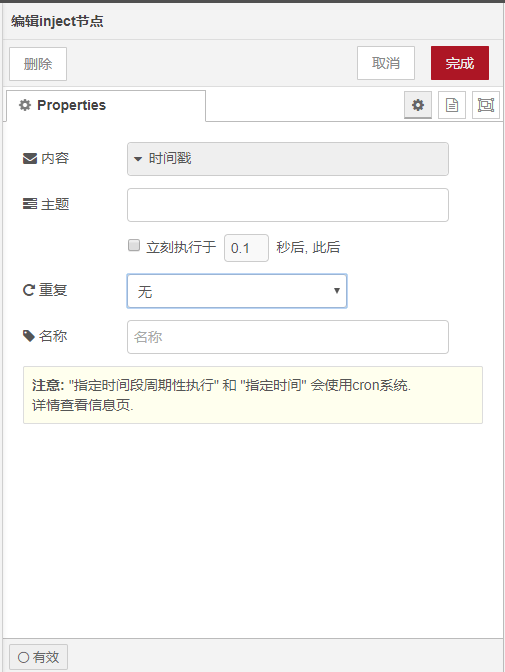 编辑inject节点
删除 取消 完成
Properties
内容 时间戳
主题
立刻执行于 0.1 秒后, 此后
重复 无
名称 名称
注意: "指定时间段周期性执行" 和 "指定时间" 会使用cron系统.
详情查看信息页.
有效